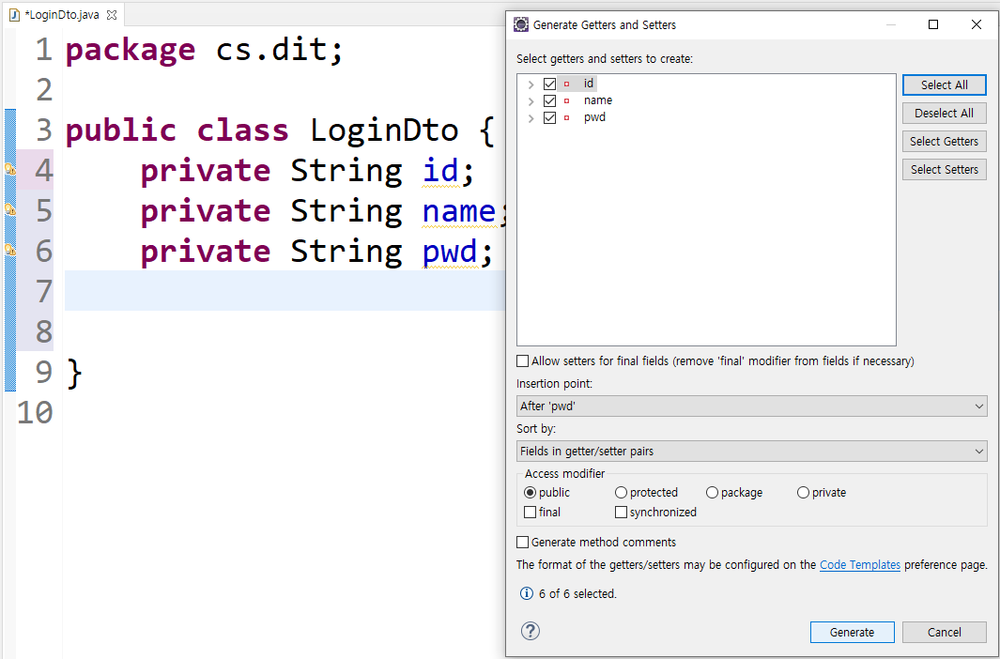 *LoginDto.java
1 package cs.dit;
2
3 public class LoginDto {
4 private String id;
5 private String name;
6 private String pwd;
7
8
9 }
10
Generate Getters and Setters
Select getters and setters to create:
id
name
pwd
Select All
Deselect All
Select Getters
Select Setters
Allow setters for final fields (remove 'final' modifier from fields if necessary)
Insertion point:
After 'pwd'
Sort by:
Fields in getter/setter pairs
Access modifier
public protected package private
final synchronized
Generate method comments
The format of the getters/setters may be configured on the Code Templates preference page.
6 of 6 selected.
Generate Cancel